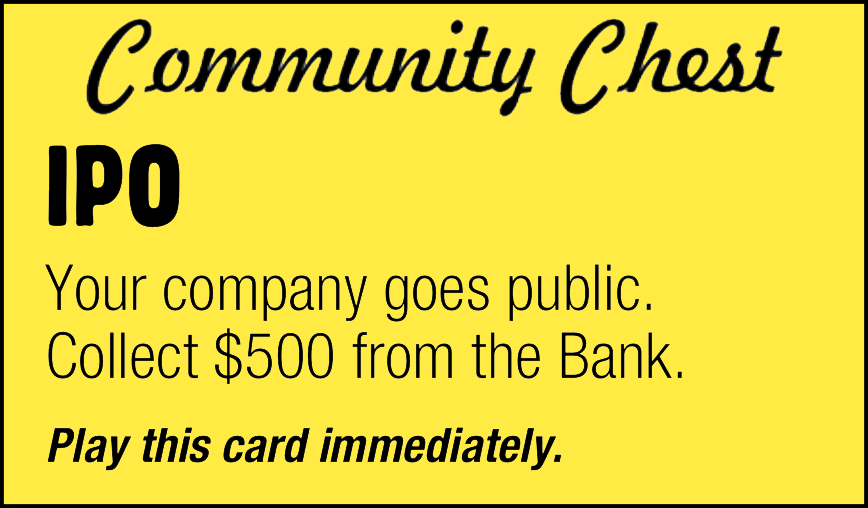 Community Chest
IPO
Your company goes public.
Collect $500 from the Bank.
Play this card immediately.